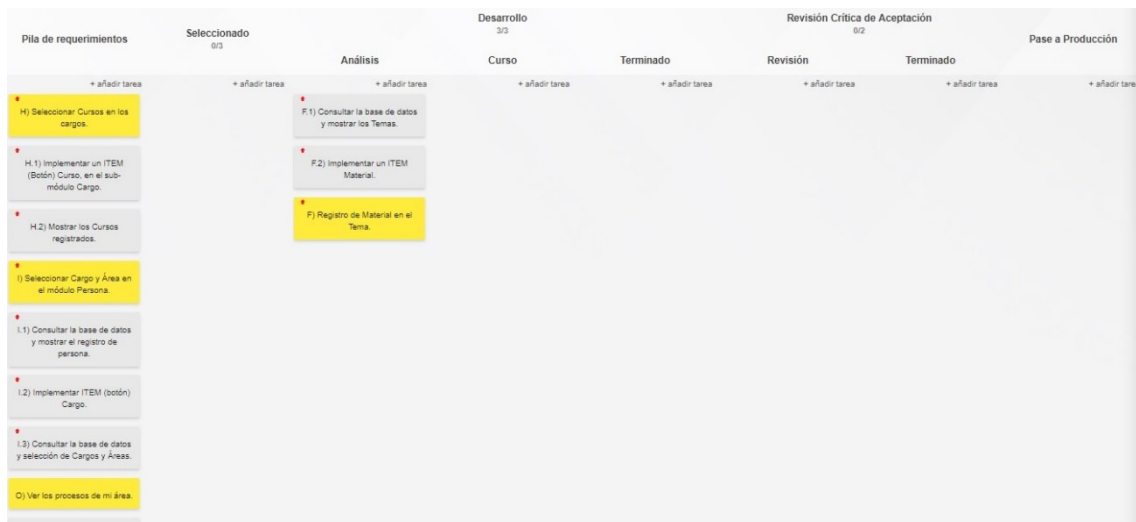 Pila de requerimientos
Seleccionado
0/3
Desarrollo
3/3
Análisis
Curso
Terminado
Revisión Crítica de Aceptación
0/2
Revisión
Terminado
Pase a Producción
+ añadir tarea
+ añadir tarea
+ añadir tarea
+ añadir tarea
+ añadir tarea
+ añadir tarea
+ añadir tarea
+ añadir tare
H) Seleccionar Cursos en los
cargos.
H.1) Implementar un ITEM
(Botón) Curso, en el sub-
módulo Cargo.
H.2) Mostrar los Cursos
registrados.
I) Seleccionar Cargo y Área en
el módulo Persona.
I.1) Consultar la base de datos
y mostrar el registro de
persona.
I.2) Implementar ITEM (botón)
Cargo.
I.3) Consultar la base de datos
y selección de Cargos y Áreas.
O) Ver los procesos de mi área.
F.1) Consultar la base de datos
y mostrar los Temas.
F.2) Implementar un ITEM
Material.
F) Registro de Material en el
Tema.